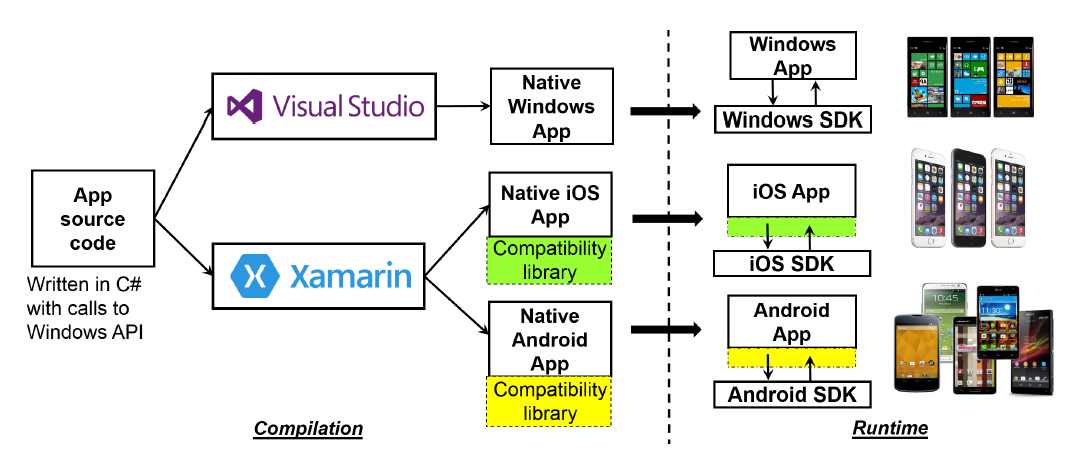 App
source
code
Written in C#
with calls to
Windows API
Visual Studio
Xamarin
Native
Windows
App
Native iOS
App
Compatibility
library
Native
Android
App
Compatibility
library
Compilation
Windows
App
Windows SDK
iOS App
iOS SDK
Android
App
Android SDK
Runtime